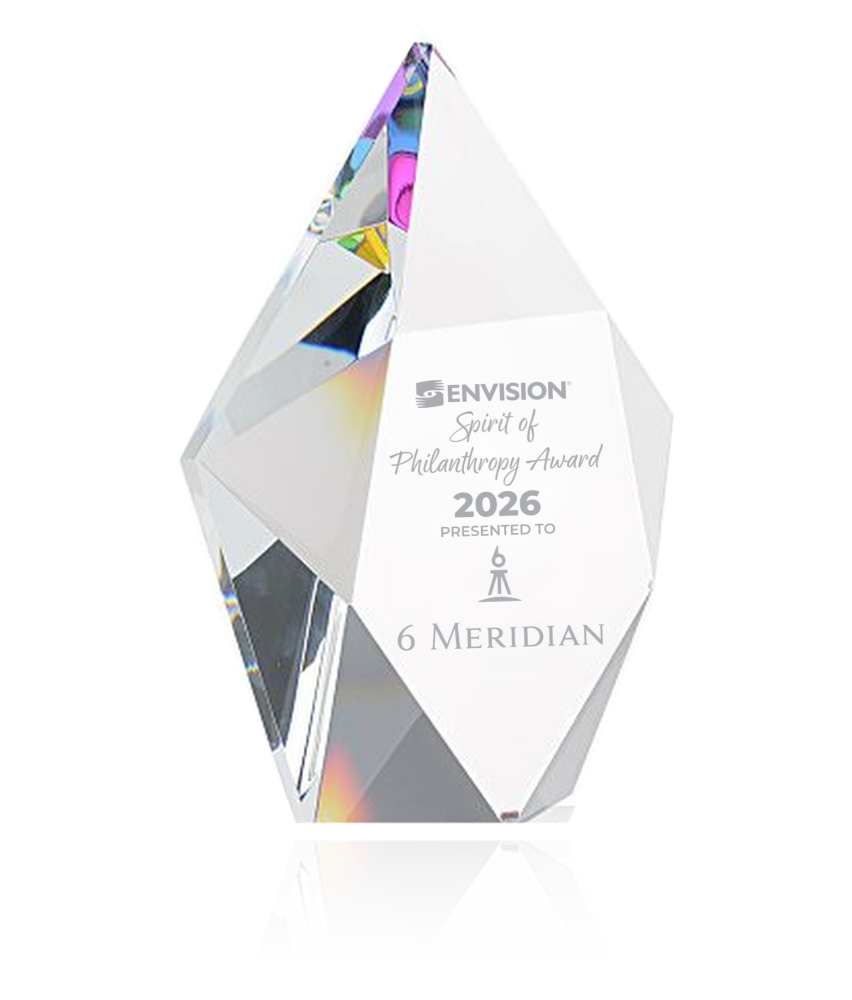 ENVISION®
Spirit of
Philanthropy Award
2026
PRESENTED TO
6 MERIDIAN